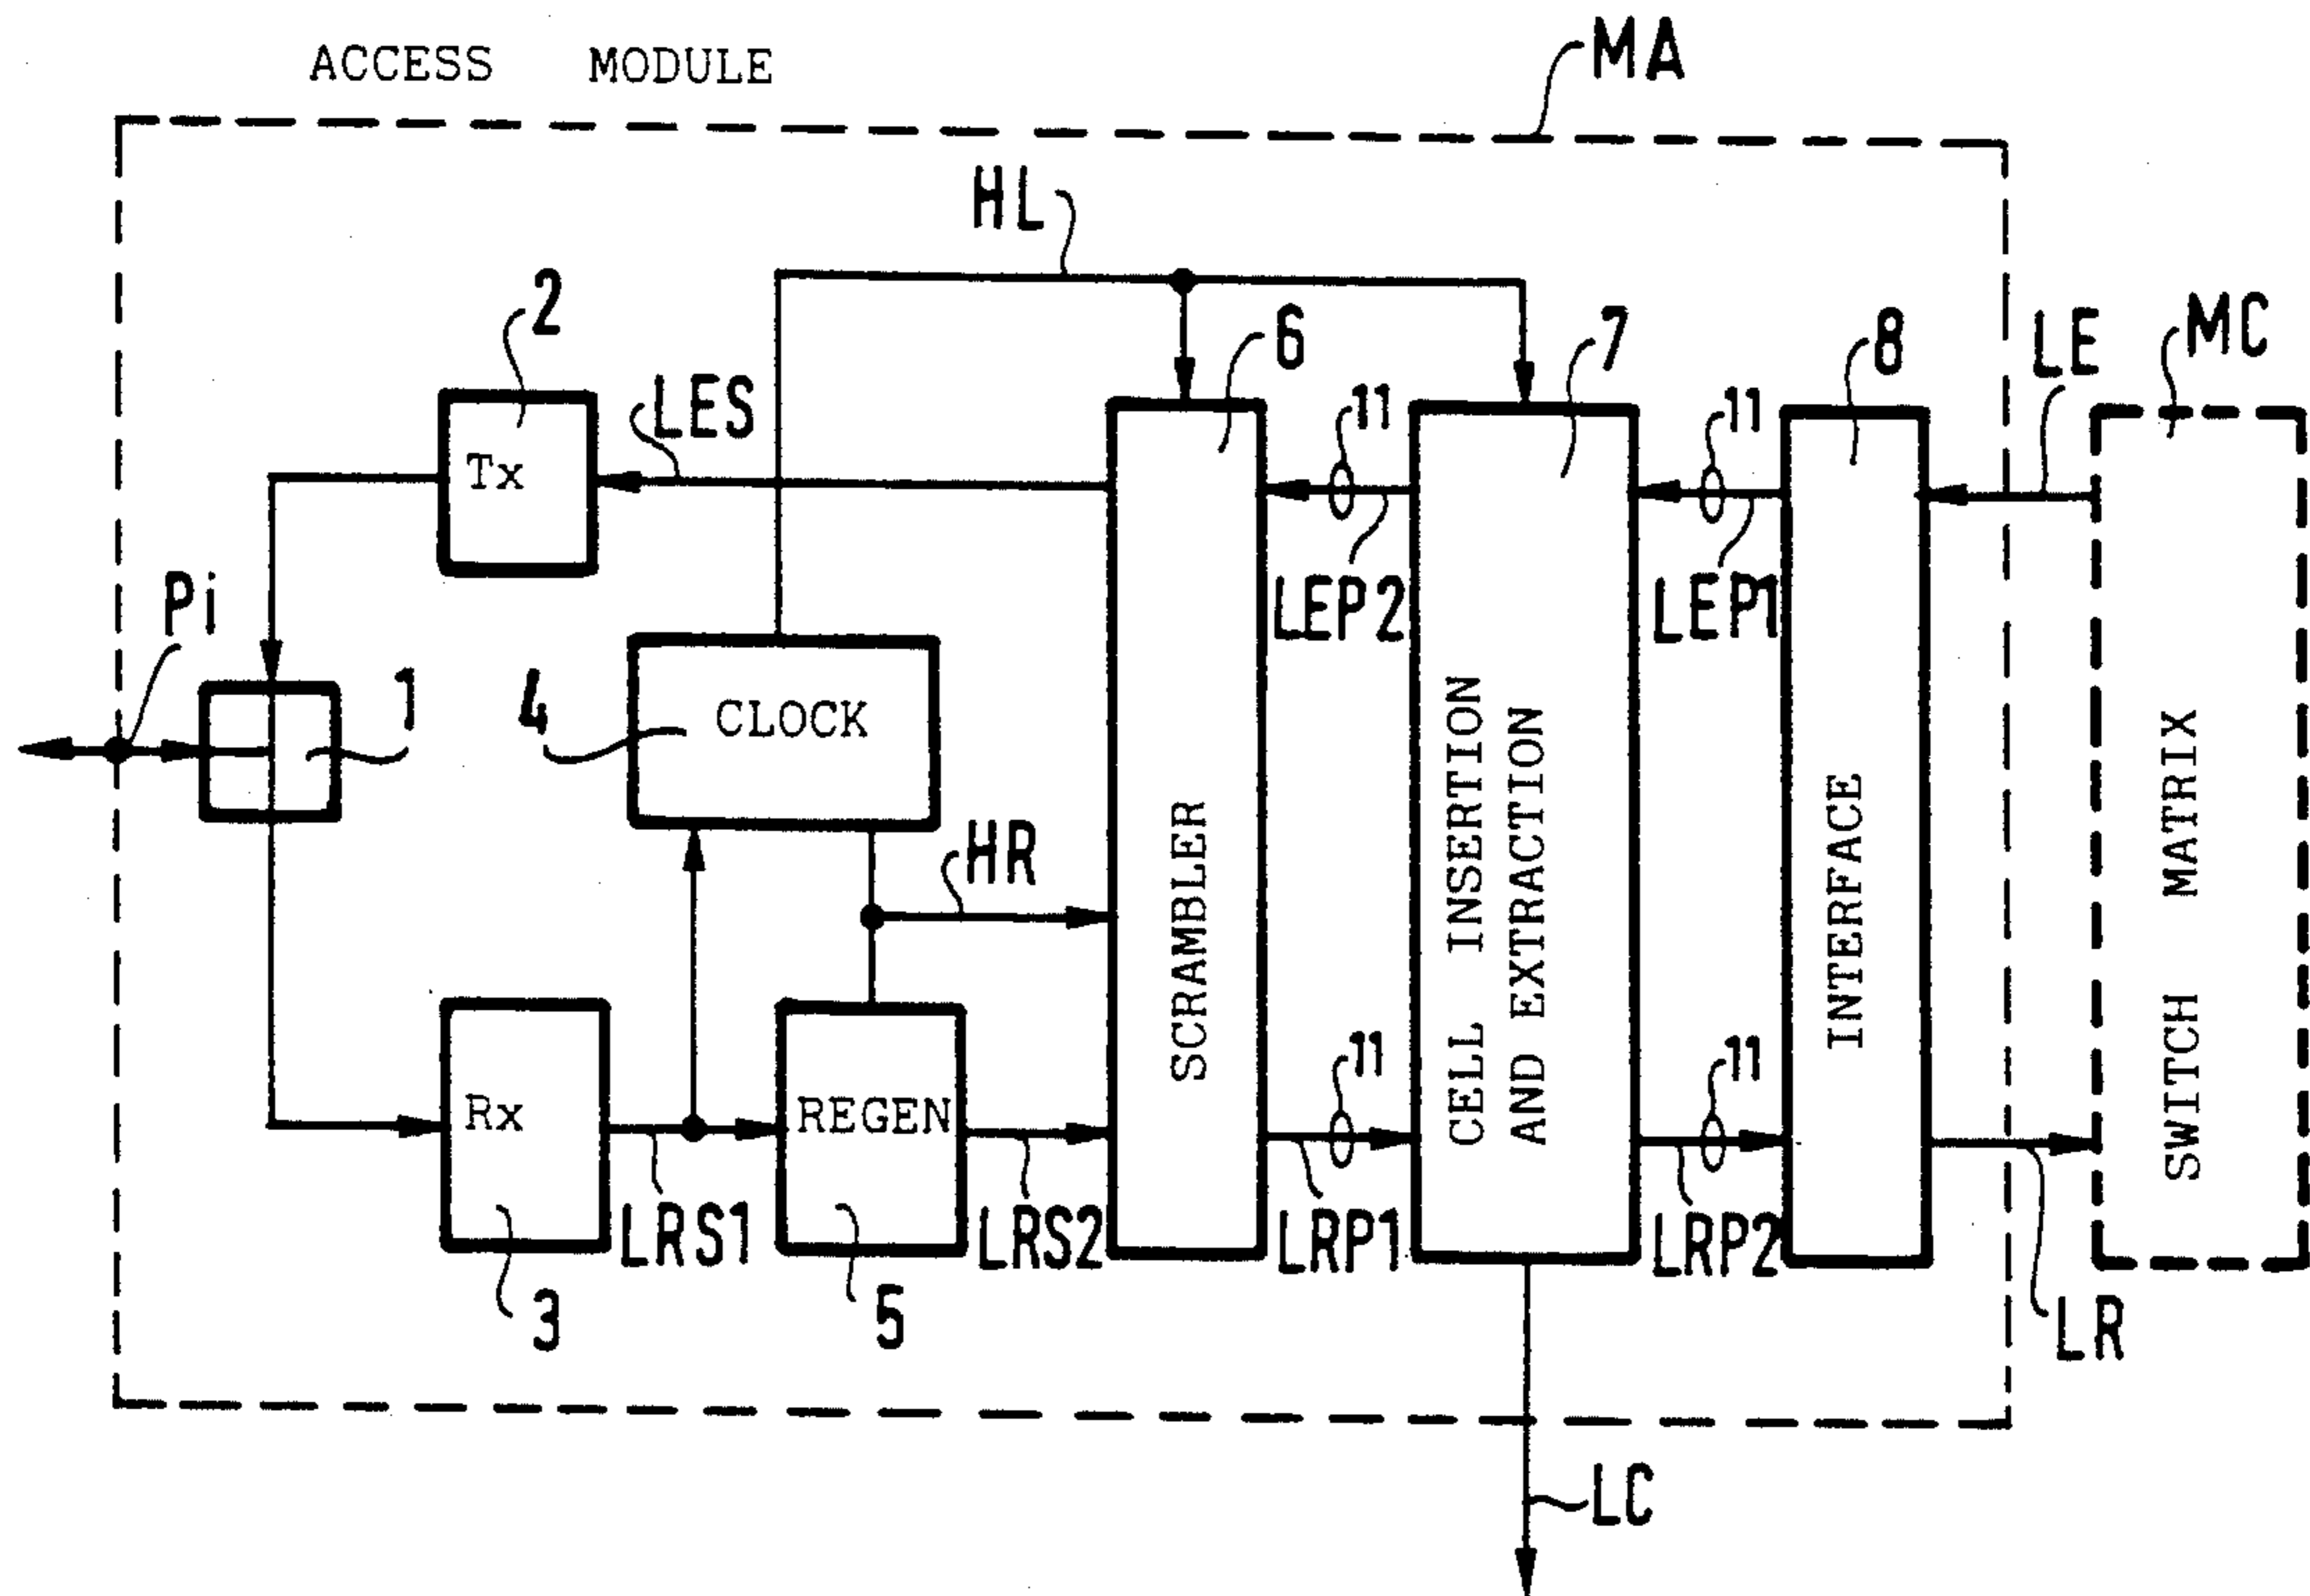 ACCESS MODULE
MA
HL
2
6
7
8
LE
MC
LES
11
11
Tx
Pi
LEP2
LEP1
1
4
CLOCK
HR
SCRAMBLER
CELL INSERTION
AND EXTRACTION
INTERFACE
SWITCH MATRIX
Rx
REGEN
11
11
LRS1
LRS2
LRP1
LRP2
3
5
LR
LC